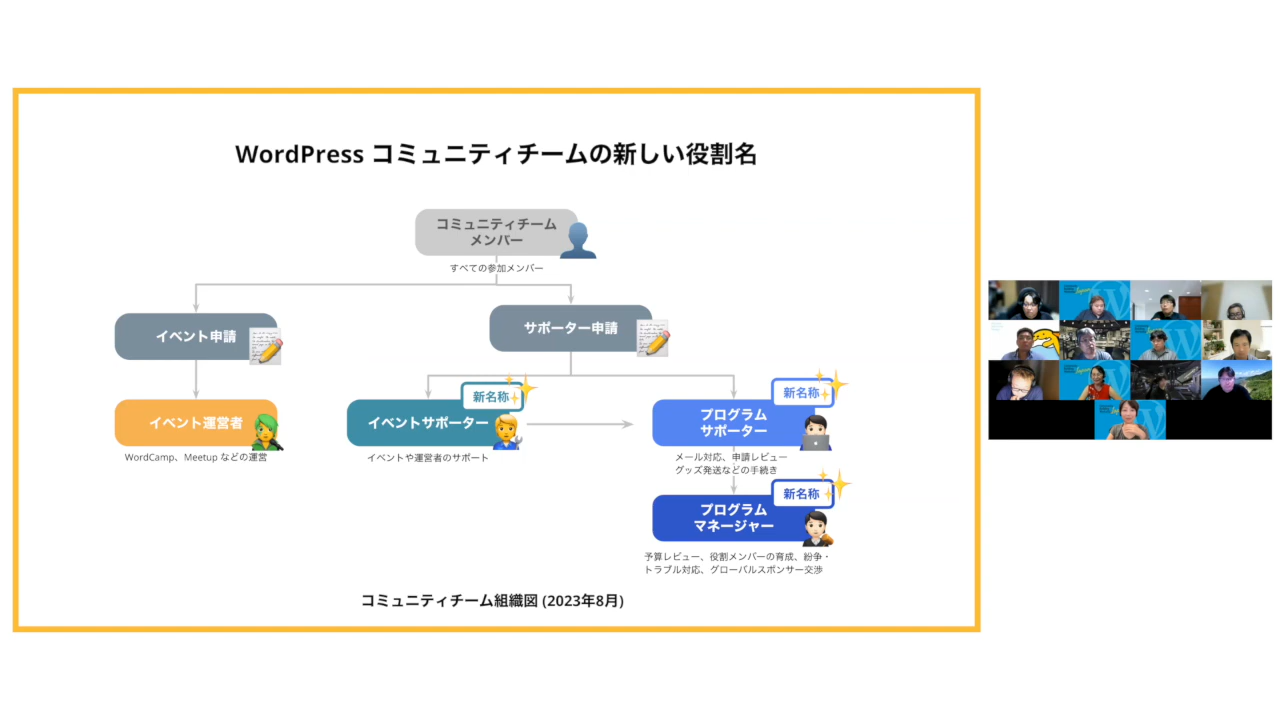 WordPress コミュニティチームの新しい役割名
コミュニティチーム
メンバー
すべての参加メンバー
イベント申請
サポーター申請
新名称
新名称
イベント運営者
イベントサポーター
プログラム
サポーター
WordCamp、Meetup などの運営
イベントや運営者のサポート
メール対応、申請レビュー
グッズ発送などの手続き
新名称
プログラム
マネージャー
予算レビュー、役割メンバーの育成、紛争・
トラブル対応、グローバルスポンサー交渉
コミュニティチーム組織図 (2023年8月)